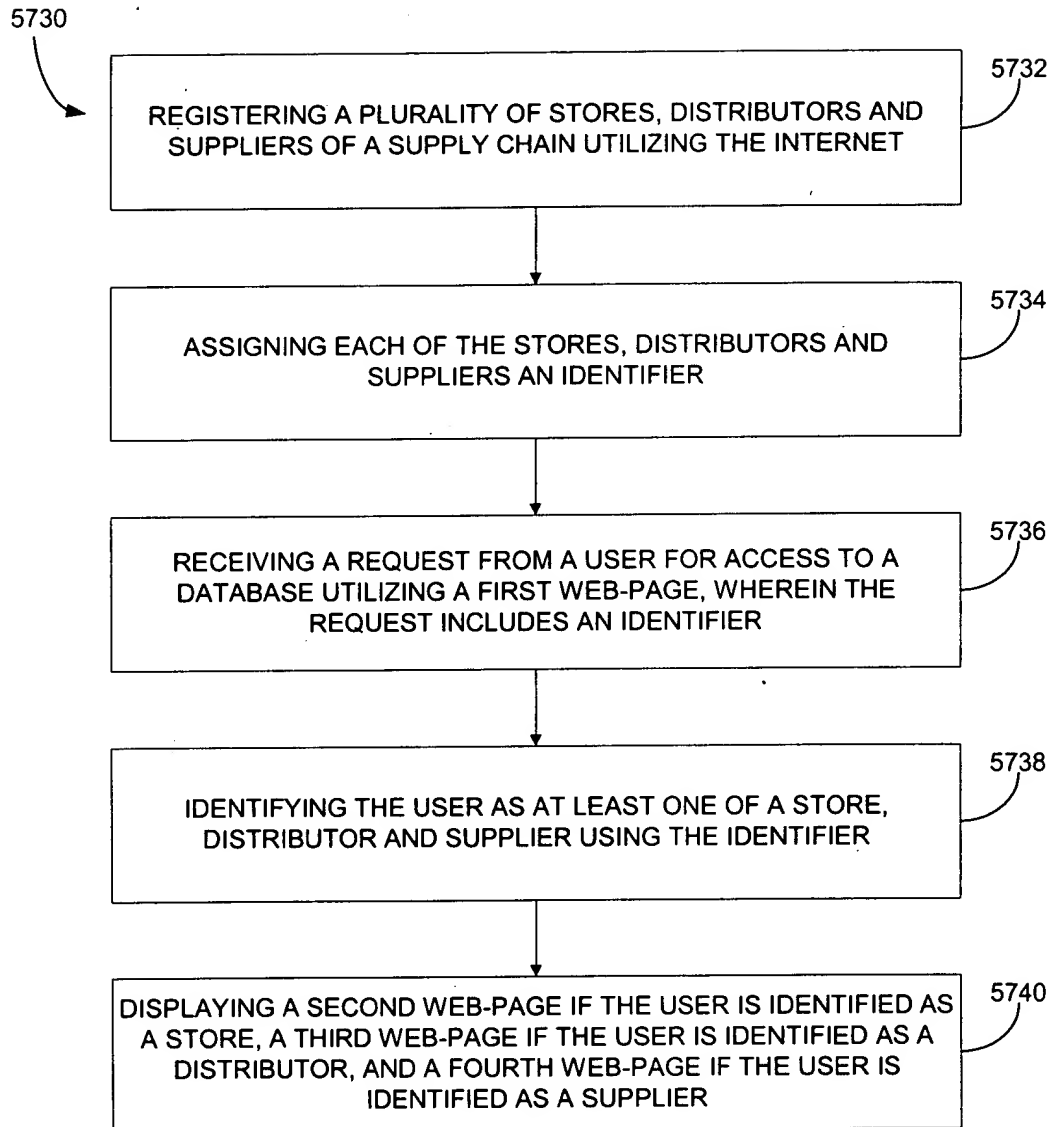 5730
5732
REGISTERING A PLURALITY OF STORES, DISTRIBUTORS AND
SUPPLIERS OF A SUPPLY CHAIN UTILIZING THE INTERNET
5734
ASSIGNING EACH OF THE STORES, DISTRIBUTORS AND
SUPPLIERS AN IDENTIFIER
5736
RECEIVING A REQUEST FROM A USER FOR ACCESS TO A
DATABASE UTILIZING A FIRST WEB-PAGE, WHEREIN THE
REQUEST INCLUDES AN IDENTIFIER
5738
IDENTIFYING THE USER AS AT LEAST ONE OF A STORE,
DISTRIBUTOR AND SUPPLIER USING THE IDENTIFIER
5740
DISPLAYING A SECOND WEB-PAGE IF THE USER IS IDENTIFIED AS
A STORE, A THIRD WEB-PAGE IF THE USER IS IDENTIFIED AS A
DISTRIBUTOR, AND A FOURTH WEB-PAGE IF THE USER IS
IDENTIFIED AS A SUPPLIER